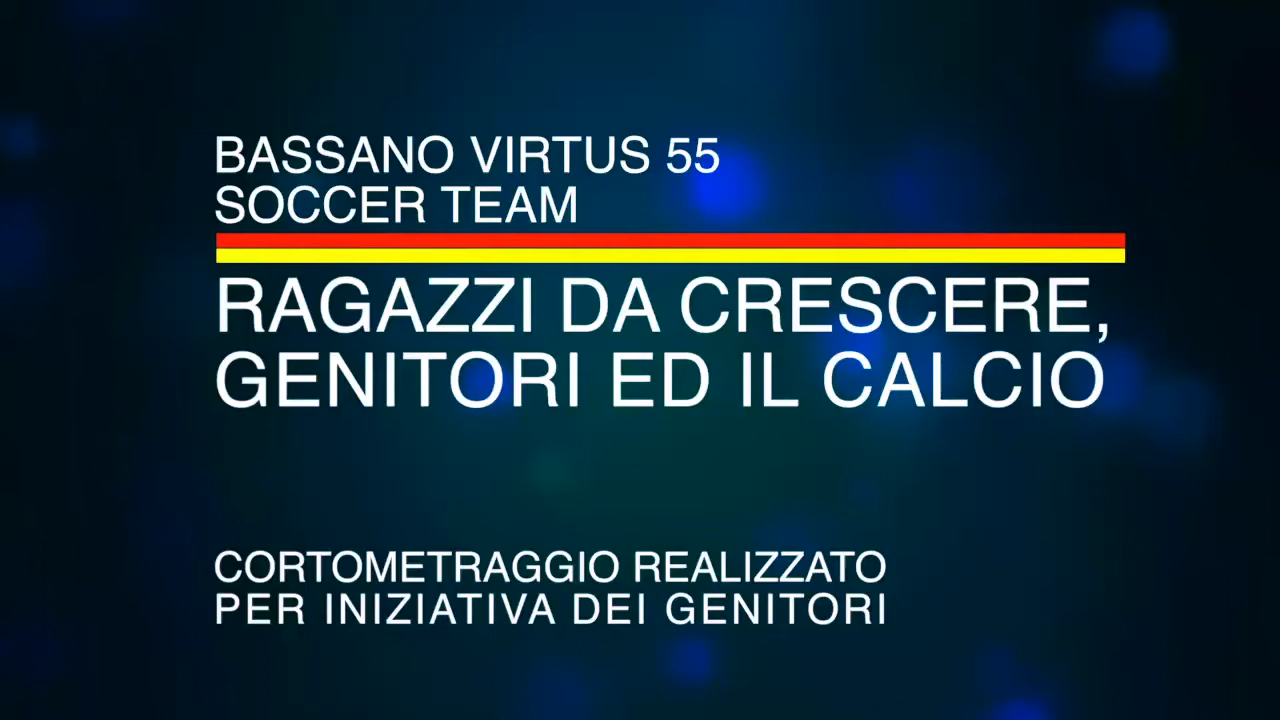 BASSANO VIRTUS 55
SOCCER TEAM
RAGAZZI DA CRESCERE,
GENITORI ED IL CALCIO
CORTOMETRAGGIO REALIZZATO
PER INIZIATIVA DEI GENITORI